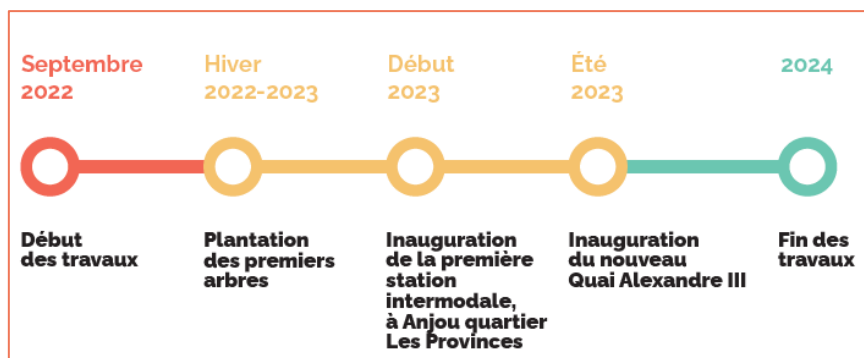 Septembre
2022
Hiver
2022-2023
Début
2023
Été
2023
2024
Début
des travaux
Plantation
des premiers
arbres
Inauguration
de la première
station
intermodale,
à Anjou quartier
Les Provinces
Inauguration
du nouveau
Quai Alexandre III
Fin des
travaux